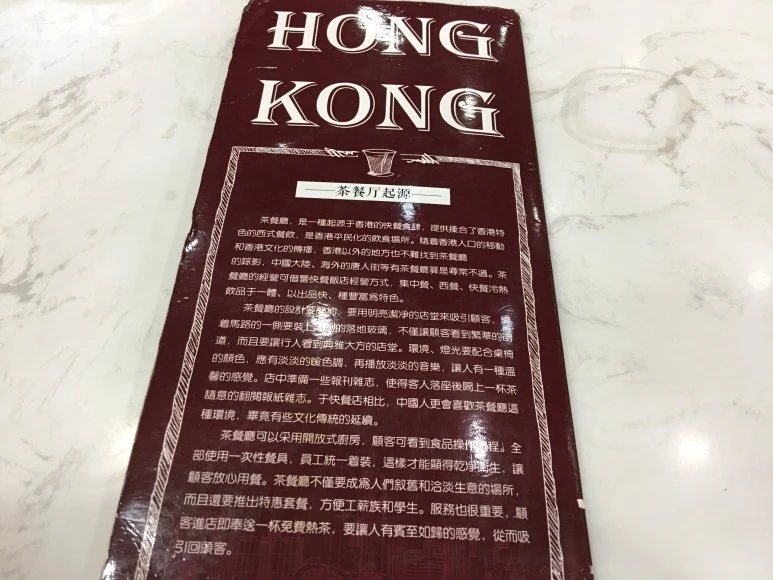 HONG
KONG
茶餐厅起源
茶餐廳，是一種起源于香港的快餐食肆，提供揉合了香港特
色的西式餐飲，是香港平民化的飲食場所。隨着香港人口的移動
和香港文化的傳播，香港以外的地方也不難找到茶餐廳
的踪影，中國大陸、海外的唐人街等有茶餐廳算是尋常不過。茶
餐廳的經營可借鑒快餐飯店經營方式，集中餐、西餐、快餐冷熱
飲品于一體、以出品快、種豐富爲特色。
茶餐廳的設計要簡約，要用明亮潔净的店堂來吸引顧客，
着馬路的一側要裝上的落地玻璃，不僅讓顧客看到繁華的街
道，而且要讓行人看到典雅大方的店堂。環境、燈光要配合桌椅
的顏色，應有淡淡的暖色調，再播放淡淡的音樂，讓人有一種溫
馨的感覺。店中準備一些報刊雜志，使得客人落座後閱上一杯茶
隨意的翻閱報紙雜志。于快餐店相比，中國人更會喜歡茶餐廳這
種環境，畢竟有些文化傳統的延續。
茶餐廳可以采用開放式廚房，顧客可看到食品操作程。全
部使用一次性餐具，員工統一着裝，這樣才能顯得乾净衛生，讓
顧客放心用餐。茶餐廳不僅要成爲人們敘舊和洽淡生意的場所，
而且還要推出特惠套餐，方便工薪族和學生。服務也很重要，顧
客進店即奉送一杯免費熱茶，要讓人有賓至如歸的感覺，從而吸
引回頭客。